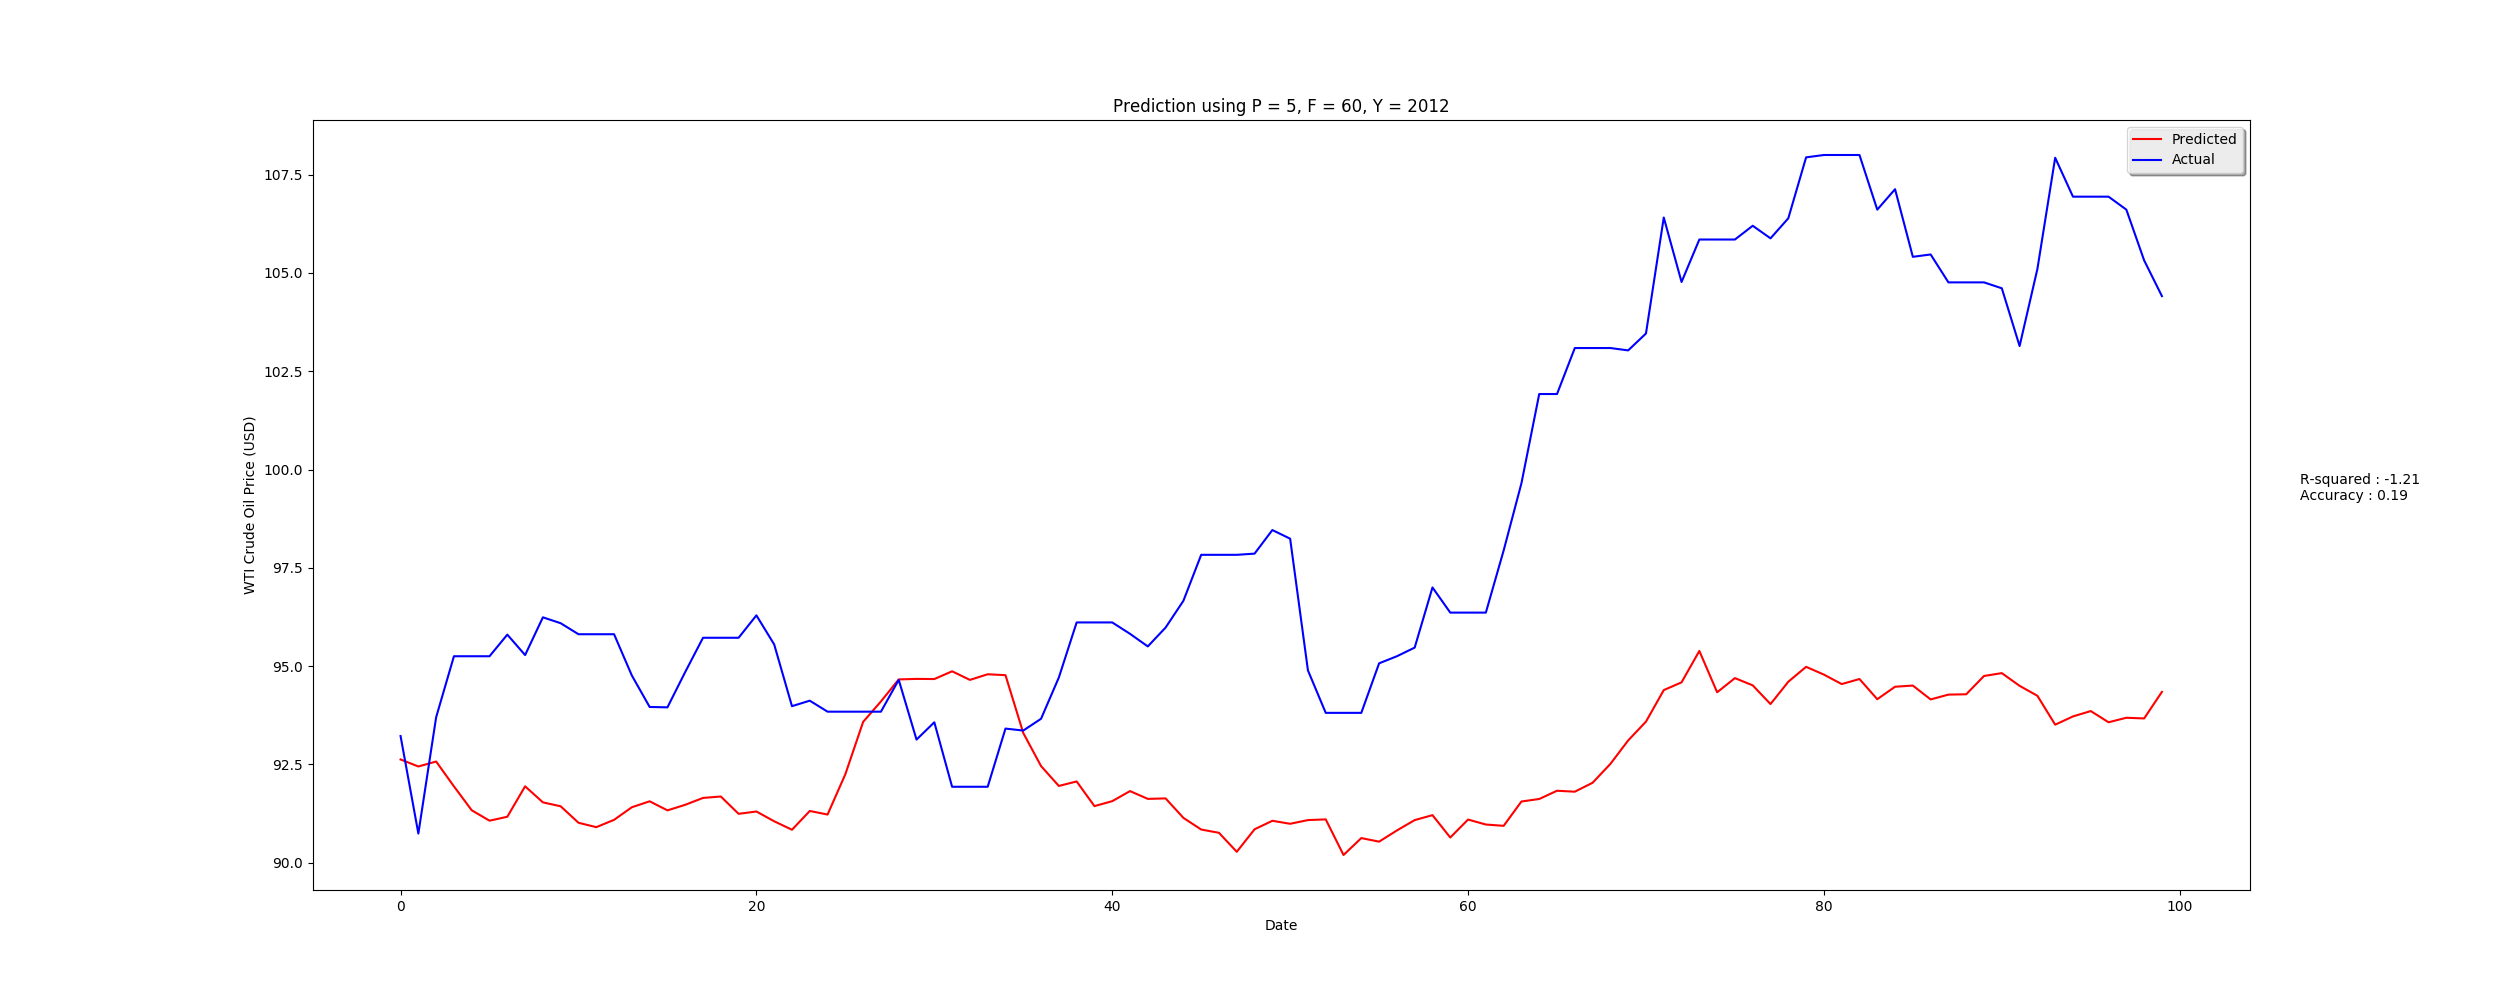 Prediction using P = 5, F = 60, Y = 2012
Predicted
Actual
107.5
105.0
102.5
100.0
97.5
95.0
92.5
90.0
WTI Crude Oil Price (USD)
R-squared : -1.21
Accuracy : 0.19
0 20 40 60 80 100
Date